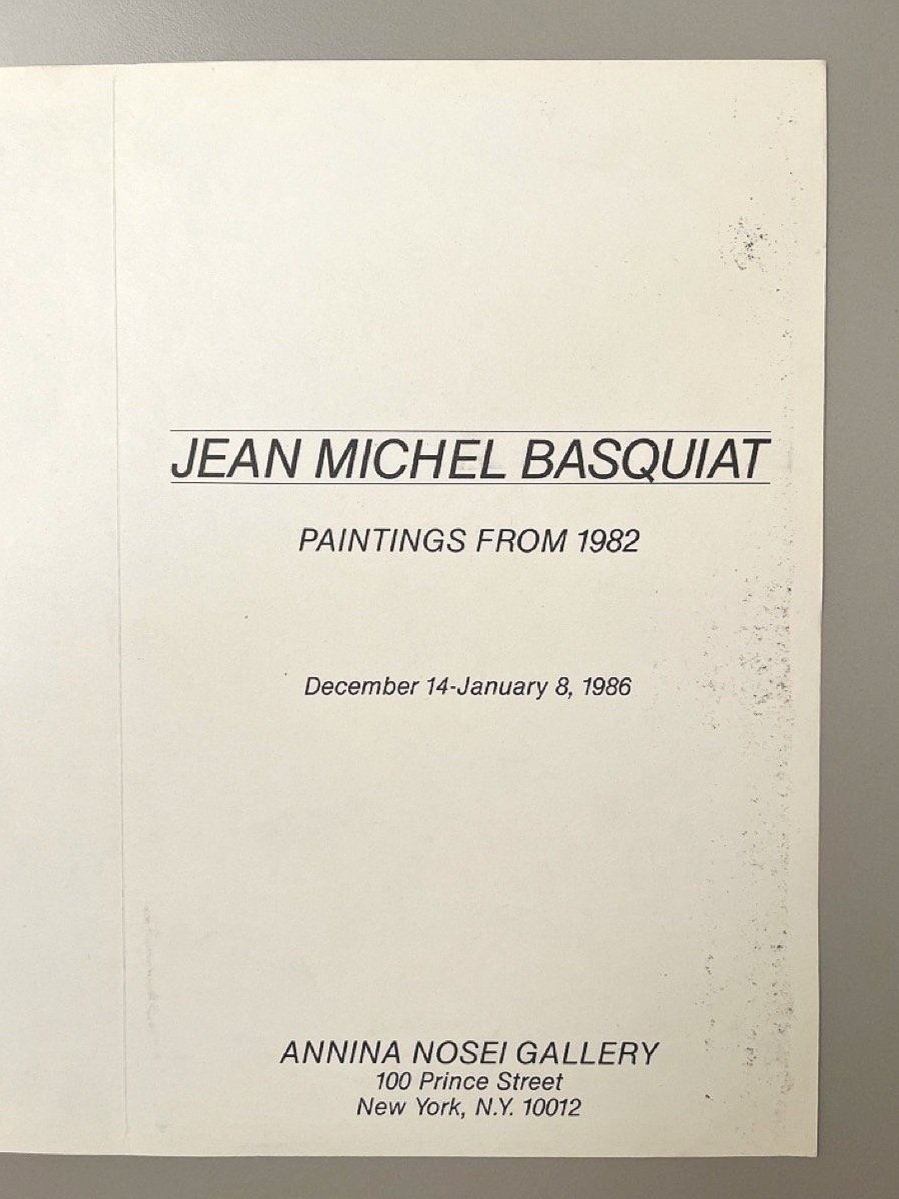 JEAN MICHEL BASQUIAT
PAINTINGS FROM 1982
December 14-January 8, 1986
ANNINA NOSEI GALLERY
100 Prince Street
New York, N.Y. 10012